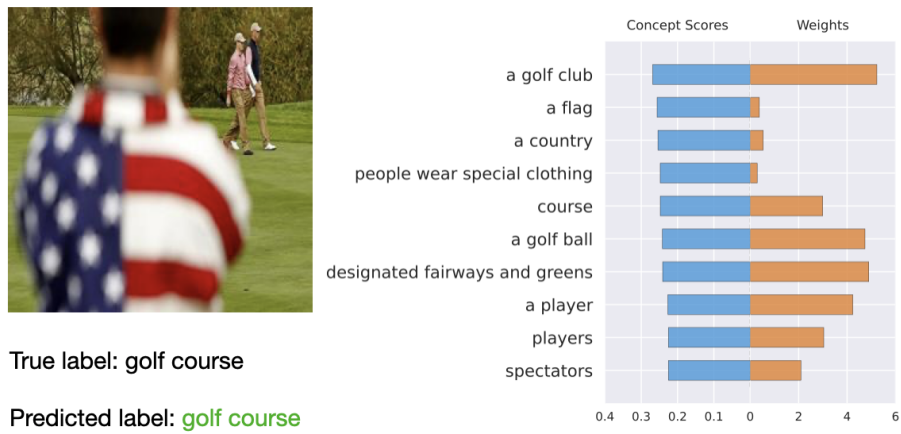 Concept Scores Weights
a golf club
a flag
a country
people wear special clothing
course
a golf ball
designated fairways and greens
a player
players
spectators
0.4 0.3 0.2 0.1 0 2 4 6
True label: golf course
Predicted label: golf course